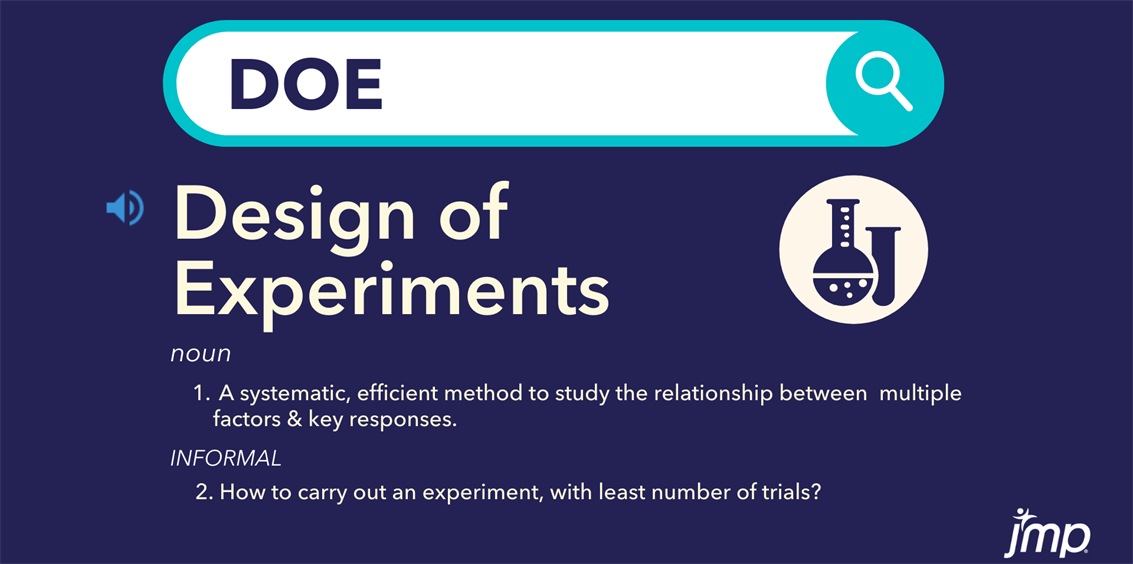 DOE
Design of
Experiments
noun
1. A systematic, efficient method to study the relationship between multiple
factors & key responses.
INFORMAL
2. How to carry out an experiment, with least number of trials?
jmp